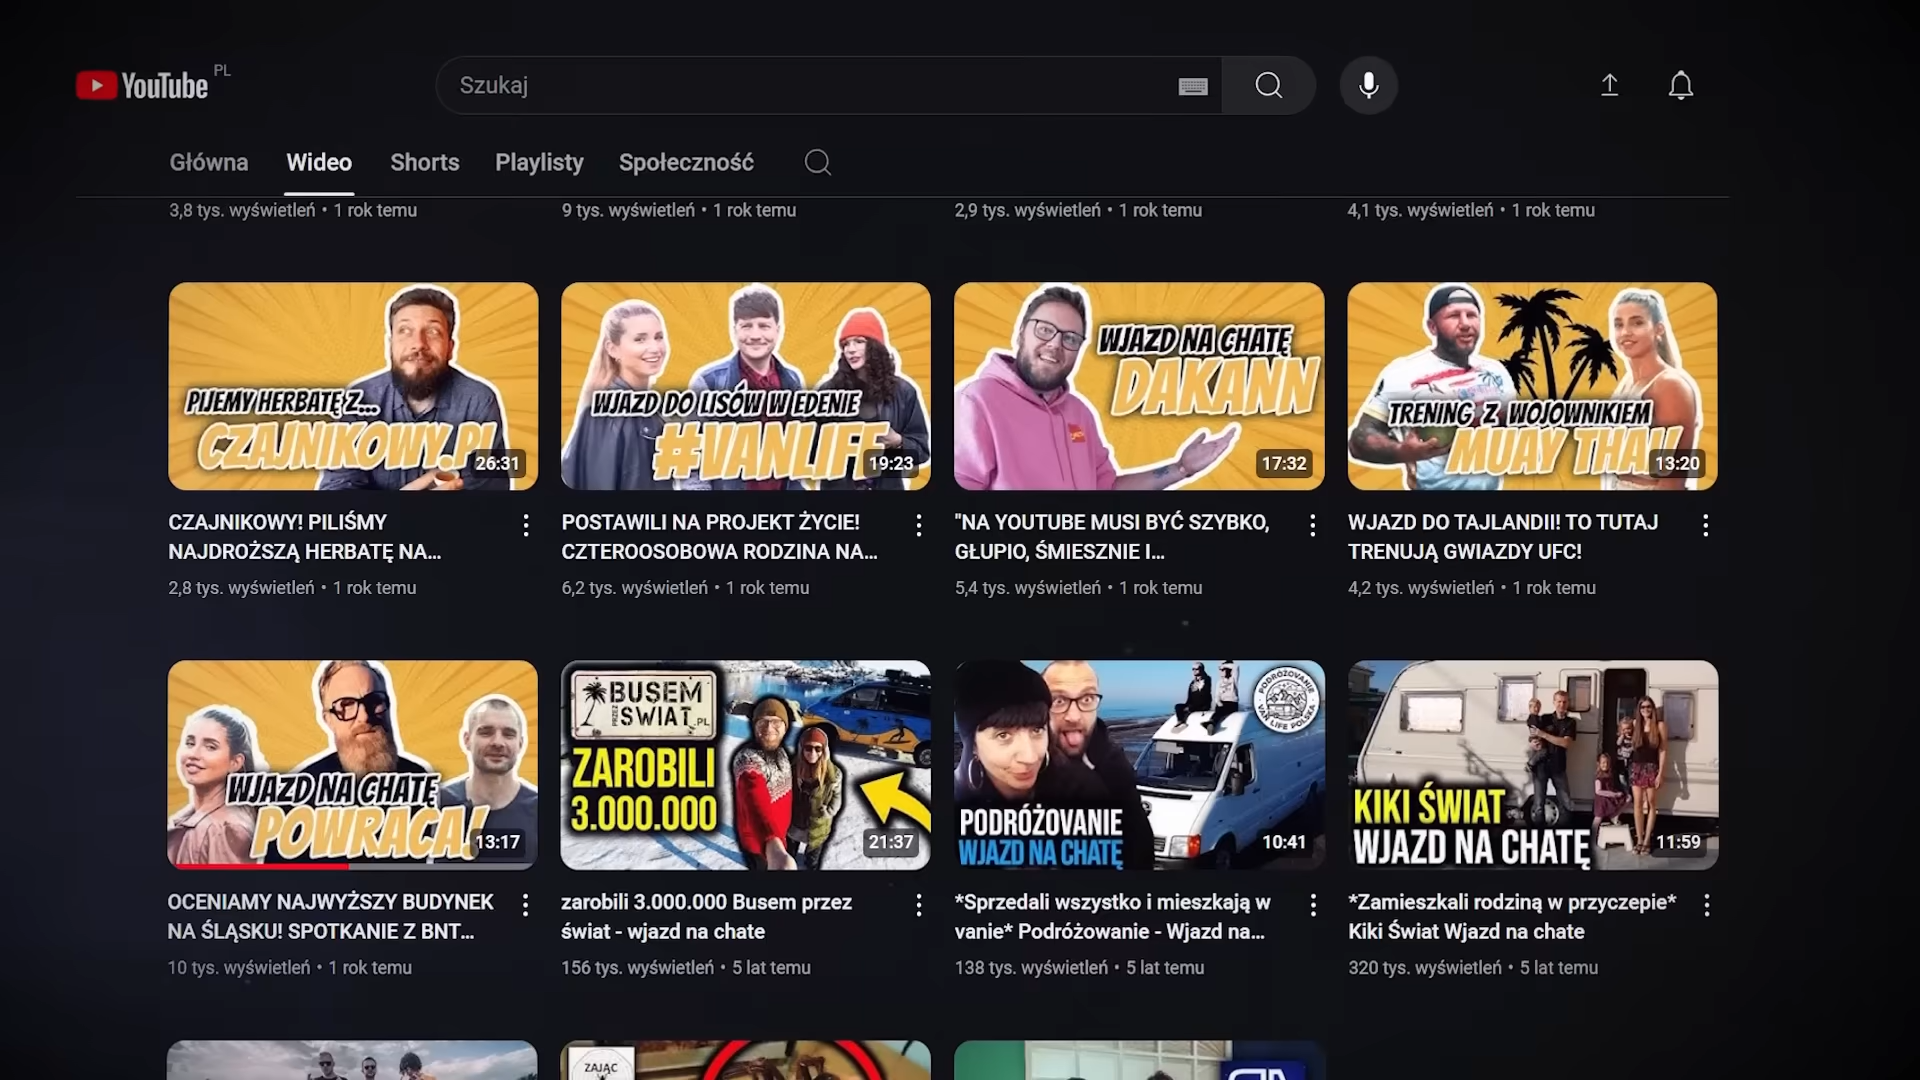 YouTube PL
Szukaj
Główna Wideo Shorts Playlisty Społeczność
3,8 tys. wyświetleń • 1 rok temu
9 tys. wyświetleń • 1 rok temu
2,9 tys. wyświetleń • 1 rok temu
4,1 tys. wyświetleń • 1 rok temu
PIJEMY HERBATĘ Z...
CZAJNIKOWY.PL
26:31
CZAJNIKOWY! PILIŚMY
NAJDROŻSZĄ HERBATĘ NA...
2,8 tys. wyświetleń • 1 rok temu
WJAZD DO LISÓW W EDENIE
#VANLIFE
19:23
POSTAWILI NA PROJEKT ŻYCIE!
CZTEROOSOBOWA RODZINA NA...
6,2 tys. wyświetleń • 1 rok temu
WJAZD NA CHATĘ
DAKANN
17:32
"NA YOUTUBE MUSI BYĆ SZYBKO,
GŁUPIO, ŚMIESZNIE I...
5,4 tys. wyświetleń • 1 rok temu
TRENING Z WOJOWNIKIEM
MUAY THAI
13:20
WJAZD DO TAJLANDII! TO TUTAJ
TRENUJĄ GWIAZDY UFC!
4,2 tys. wyświetleń • 1 rok temu
WJAZD NA CHATĘ
POWRACA!
13:17
OCENIAMY NAJWYŻSZY BUDYNEK
NA ŚLĄSKU! SPOTKANIE Z BNT...
10 tys. wyświetleń • 1 rok temu
BUSEM
PRZEZ ŚWIAT.PL
ZAROBILI
3.000.000
21:37
zarobili 3.000.000 Busem przez
świat - wjazd na chate
156 tys. wyświetleń • 5 lat temu
PODRÓŻOVANIE
VAN LIFE POLSKA
PODRÓŻOVANIE
WJAZD NA CHATĘ
10:41
*Sprzedali wszystko i mieszkają w
vanie* Podróżowanie - Wjazd na...
138 tys. wyświetleń • 5 lat temu
KIKI ŚWIAT
WJAZD NA CHATĘ
11:59
*Zamieszkali rodziną w przyczepie*
Kiki Świat Wjazd na chate
320 tys. wyświetleń • 5 lat temu
ZAJĄC